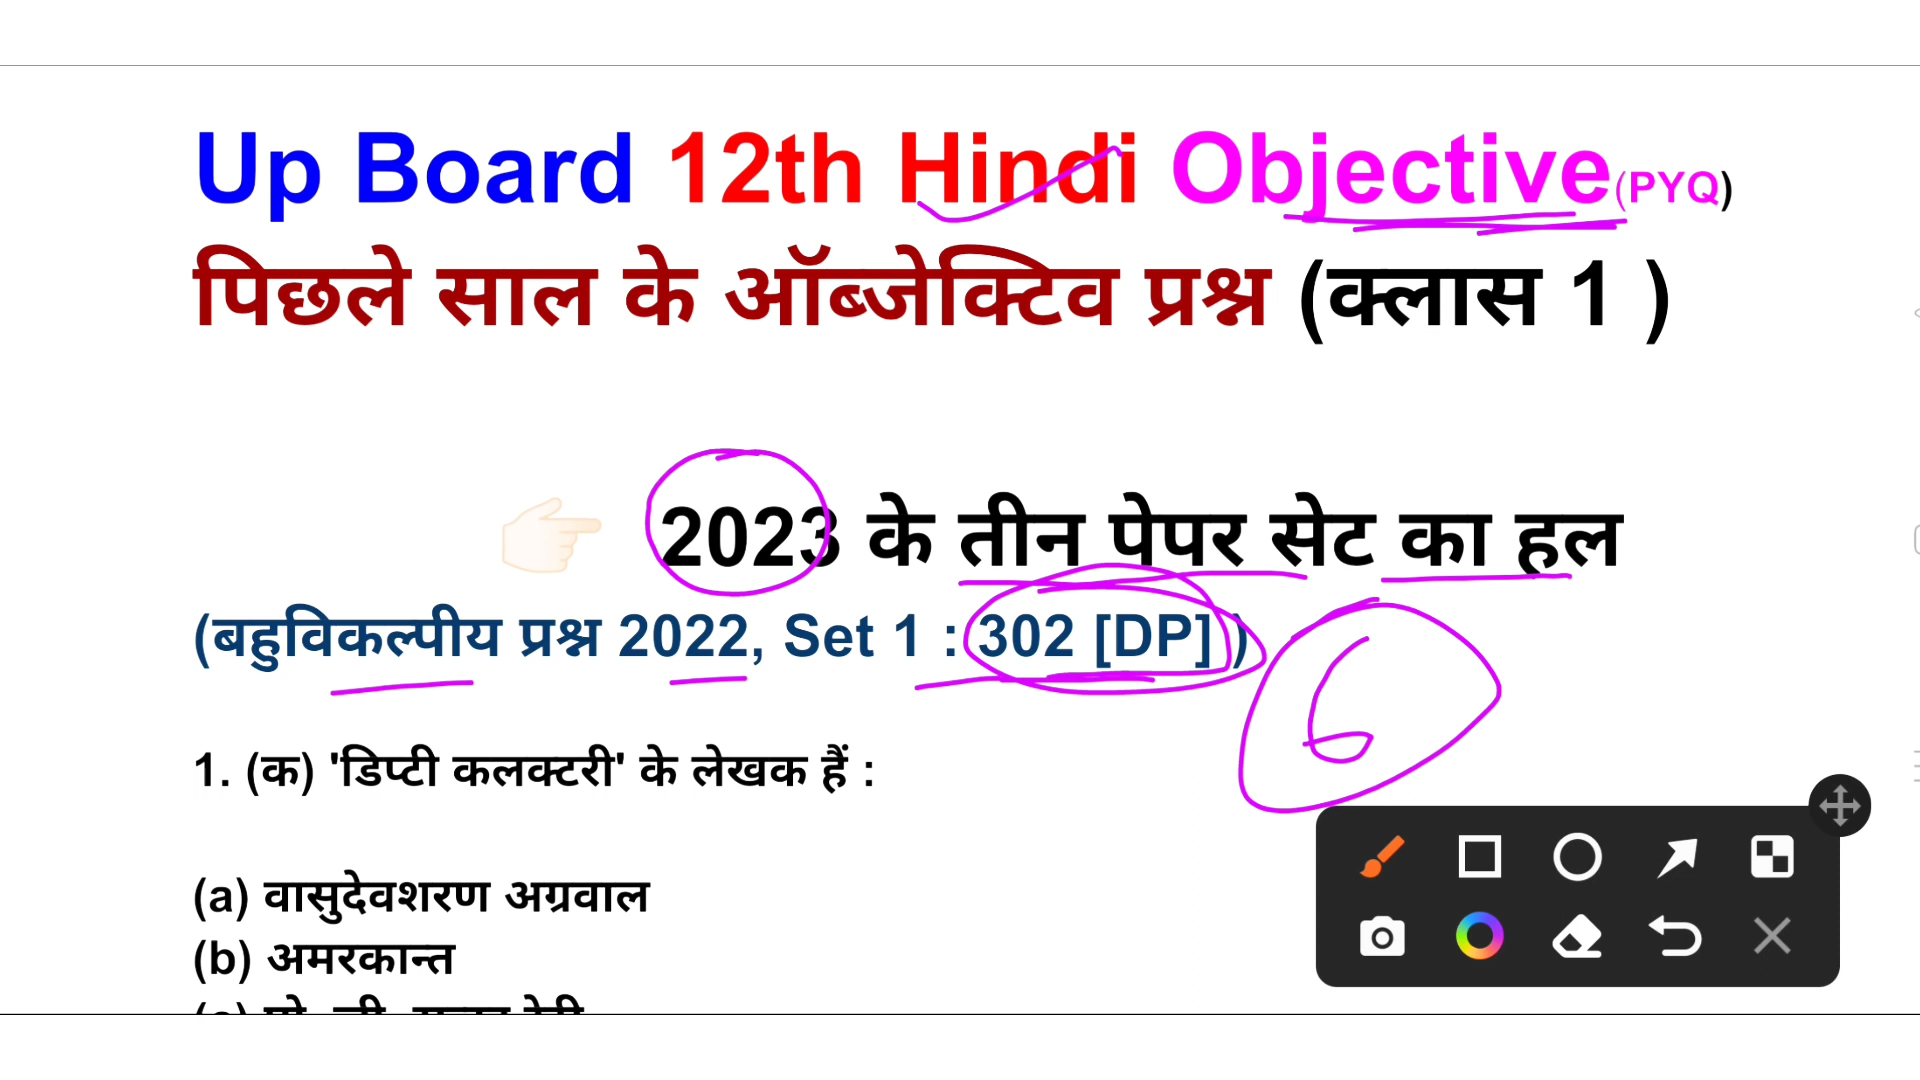 Up Board 12th Hindi Objective(PYQ)
पिछले साल के ऑब्जेक्टिव प्रश्न (क्लास 1 )
2023 के तीन पेपर सेट का हल
(बहुविकल्पीय प्रश्न 2022, Set 1 : 302 [DP] )
6
1. (क) 'डिप्टी कलक्टरी' के लेखक हैं :
(a) वासुदेवशरण अग्रवाल
(b) अमरकान्त